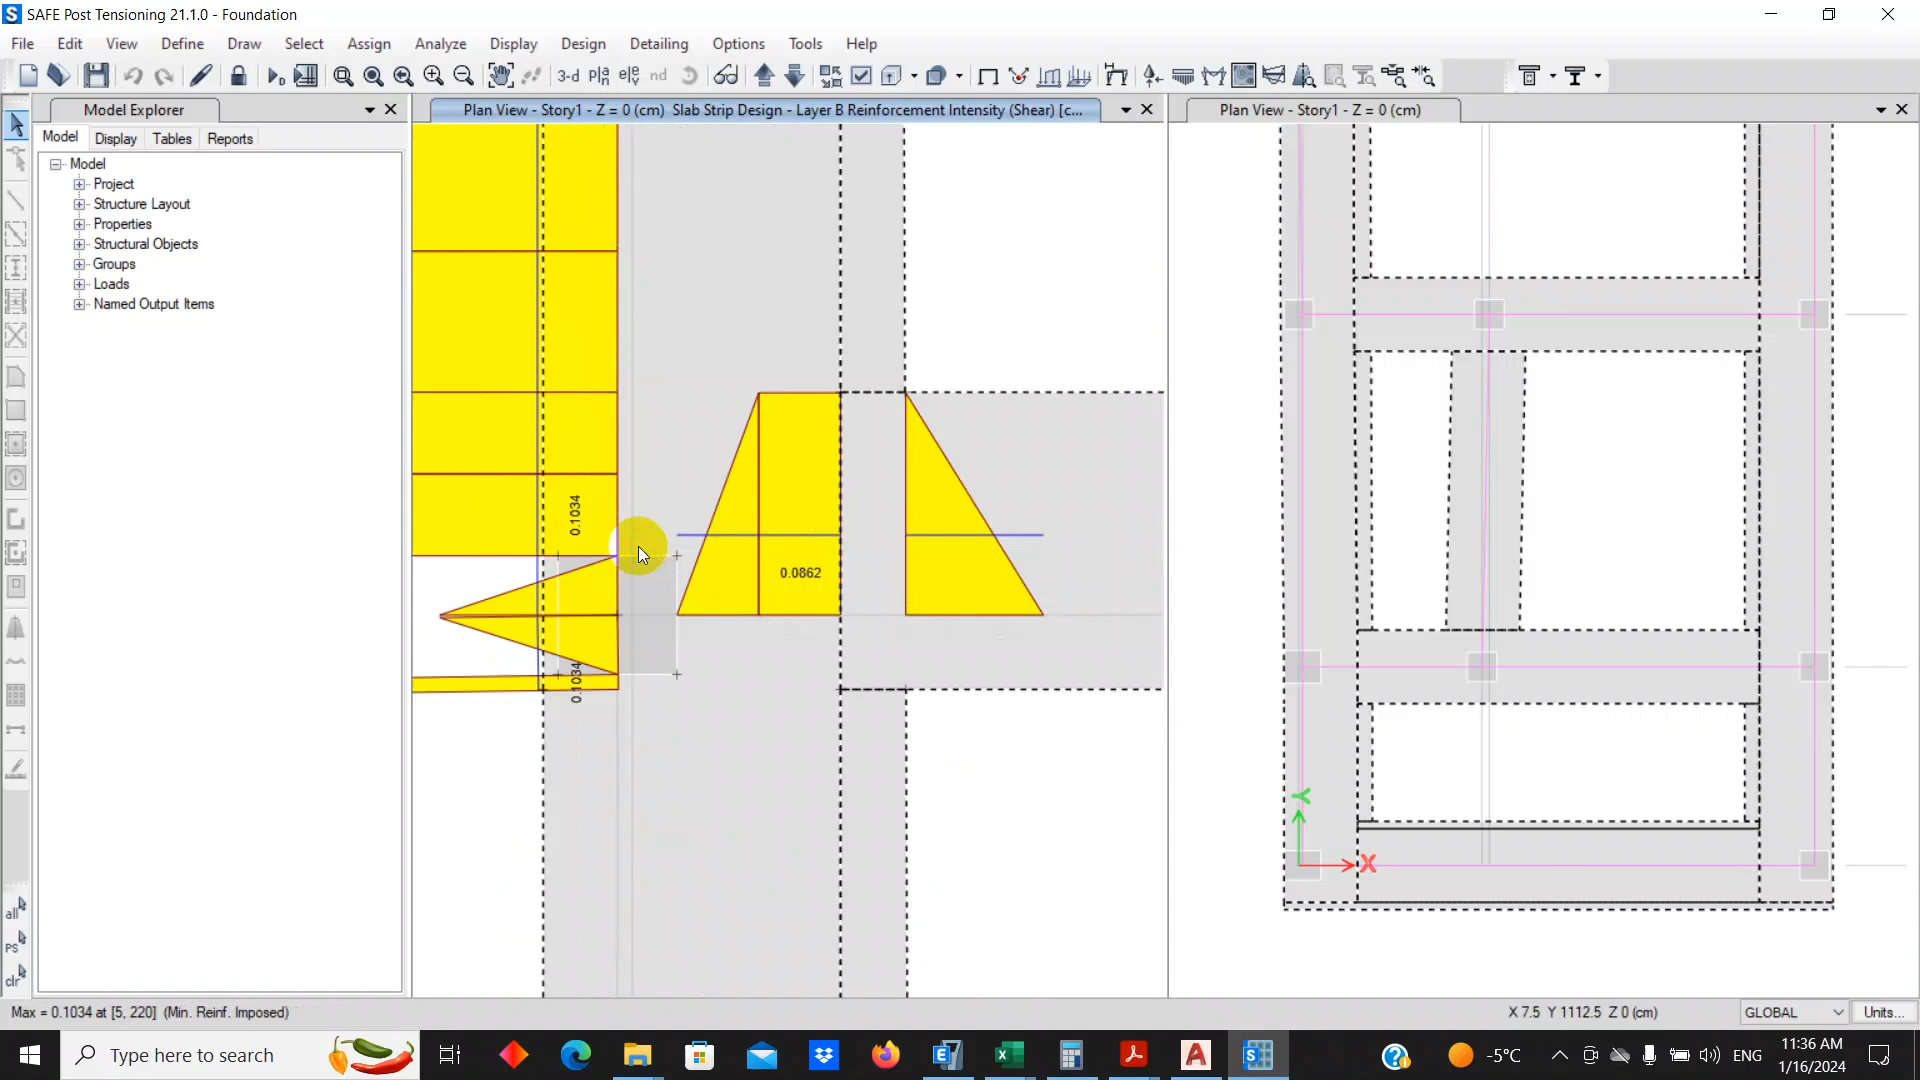 SAFE Post Tensioning 21.1.0 - Foundation
File Edit View Define Draw Select Assign Analyze Display Design Detailing Options Tools Help
3-d Pla ele nd
Model Explorer
Plan View - Story1 - Z = 0 (cm) Slab Strip Design - Layer B Reinforcement Intensity (Shear) [c...
Plan View - Story1 - Z = 0 (cm)
Model Display Tables Reports
Model
Project
Structure Layout
Properties
Structural Objects
Groups
Loads
Named Output Items
0.1034
0.0862
0.1034
Y
X
all
PS
clr
Max = 0.1034 at [5, 220] (Min. Reinf. Imposed)
X 7.5 Y 1112.5 Z 0 (cm)
GLOBAL
Units...
Type here to search
-5°C
ENG
11:36 AM
1/16/2024